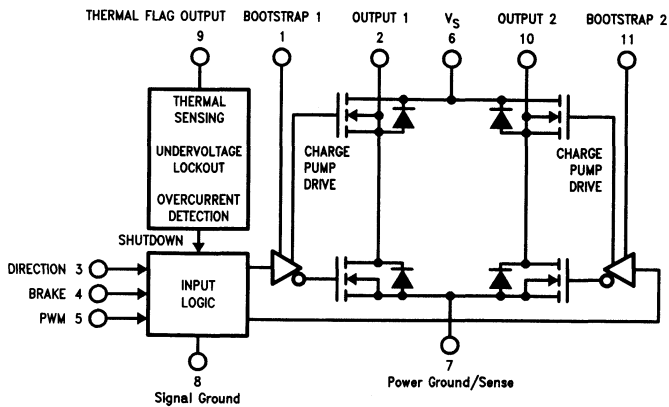 THERMAL FLAG OUTPUT BOOTSTRAP 1 OUTPUT 1 VS OUTPUT 2 BOOTSTRAP 2
9 1 2 6 10 11
THERMAL
SENSING
UNDERVOLTAGE
LOCKOUT
OVERCURRENT
DETECTION
CHARGE
PUMP
DRIVE
CHARGE
PUMP
DRIVE
SHUTDOWN
DIRECTION 3
BRAKE 4
PWM 5
INPUT
LOGIC
8
Signal Ground
7
Power Ground/Sense